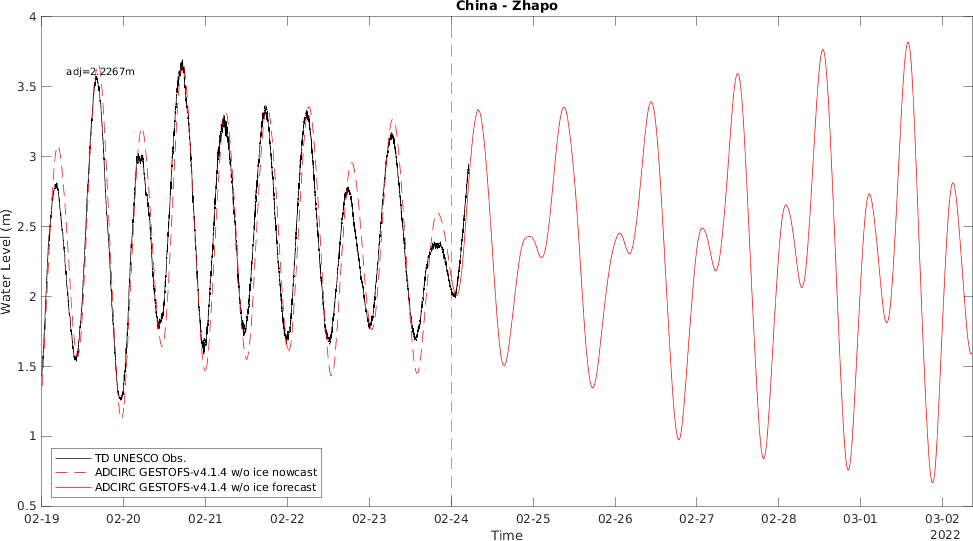 China - Zhapo
4
adj=2.2267m
3.5
3
2.5
2
1.5
1
0.5
Water Level (m)
TD UNESCO Obs.
ADCIRC GESTOFS-v4.1.4 w/o ice nowcast
ADCIRC GESTOFS-v4.1.4 w/o ice forecast
02-19 02-20 02-21 02-22 02-23 02-24 02-25 02-26 02-27 02-28 03-01 03-02
Time
2022